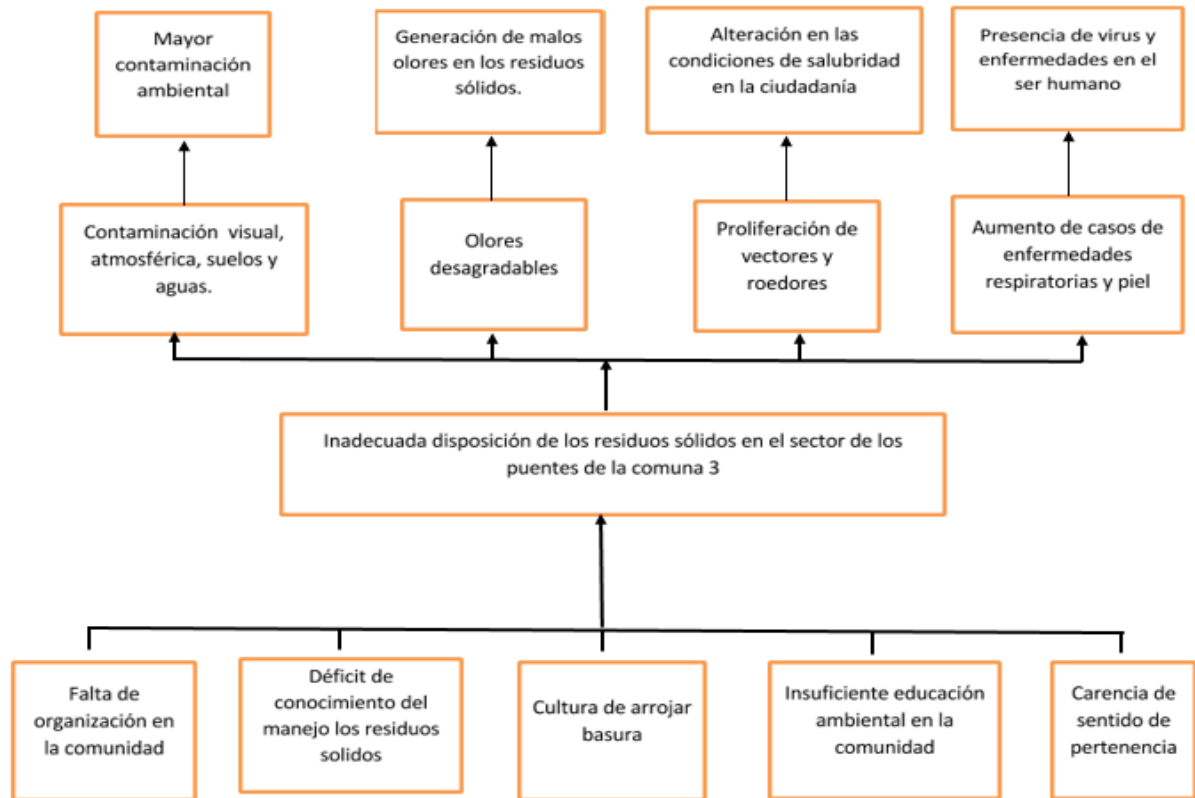 Mayor
contaminación
ambiental
Generación de malos
olores en los residuos
sólidos.
Alteración en las
condiciones de salubridad
en la ciudadanía
Presencia de virus y
enfermedades en el
ser humano
Contaminación visual,
atmosférica, suelos y
aguas.
Olores
desagradables
Proliferación de
vectores y
roedores
Aumento de casos de
enfermedades
respiratorias y piel
Inadecuada disposición de los residuos sólidos en el sector de los
puentes de la comuna 3
Falta de
organización en
la comunidad
Déficit de
conocimiento del
manejo los residuos
solidos
Cultura de arrojar
basura
Insuficiente educación
ambiental en la
comunidad
Carencia de
sentido de
pertenencia